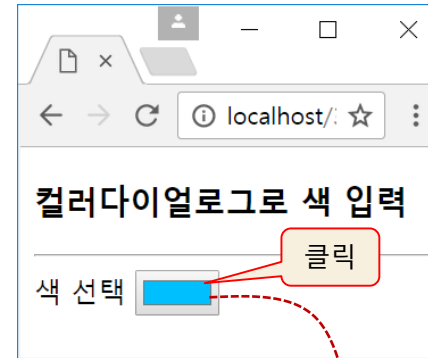 localhost/
컬러다이얼로그로 색 입력
클릭
색 선택